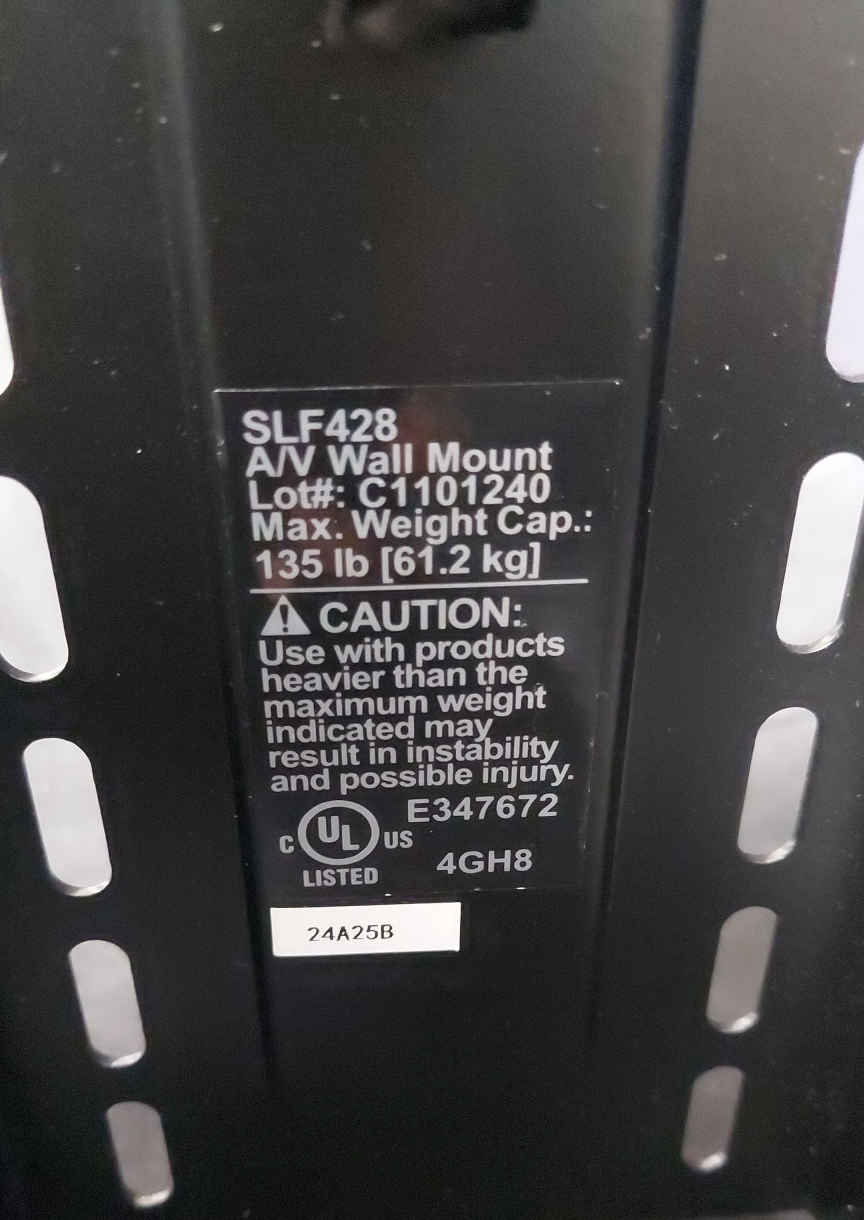 SLF428
A/V Wall Mount
Lot#: C1101240
Max. Weight Cap.:
135 lb [61.2 kg]
CAUTION:
Use with products
heavier than the
maximum weight
indicated may
result in instability
and possible injury.
E347672
C UL US
LISTED
4GH8
24A25B